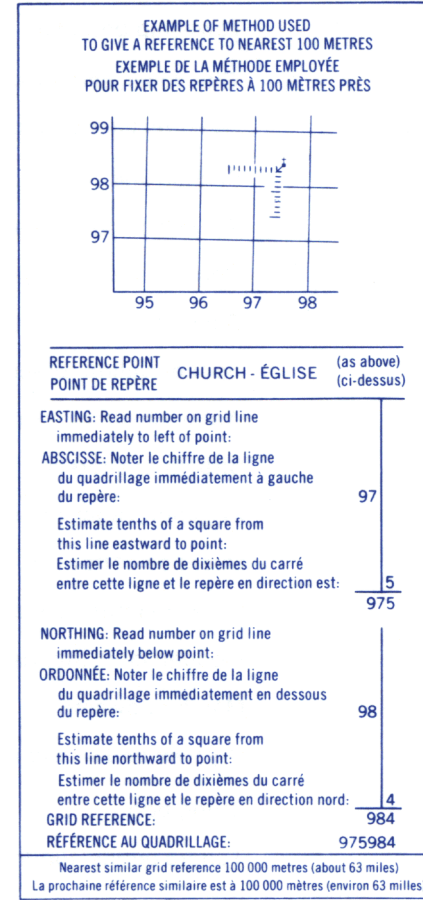 EXAMPLE OF METHOD USED
TO GIVE A REFERENCE TO NEAREST 100 METRES
EXEMPLE DE LA MÉTHODE EMPLOYÉE
POUR FIXER DES REPÈRES À 100 MÈTRES PRÈS
99
98
97
95 96 97 98
REFERENCE POINT
POINT DE REPÈRE
CHURCH - ÉGLISE
(as above)
(ci-dessus)
EASTING: Read number on grid line
immediately to left of point:
ABSCISSE: Noter le chiffre de la ligne
du quadrillage immédiatement à gauche
du repère: 97
Estimate tenths of a square from
this line eastward to point:
Estimer le nombre de dixièmes du carré
entre cette ligne et le repère en direction est: 5
975
NORTHING: Read number on grid line
immediately below point:
ORDONNÉE: Noter le chiffre de la ligne
du quadrillage immédiatement en dessous
du repère: 98
Estimate tenths of a square from
this line northward to point:
Estimer le nombre de dixièmes du carré
entre cette ligne et le repère en direction nord: 4
GRID REFERENCE: 984
RÉFÉRENCE AU QUADRILLAGE: 975984
Nearest similar grid reference 100 000 metres (about 63 miles)
La prochaine référence similaire est à 100 000 mètres (environ 63 milles